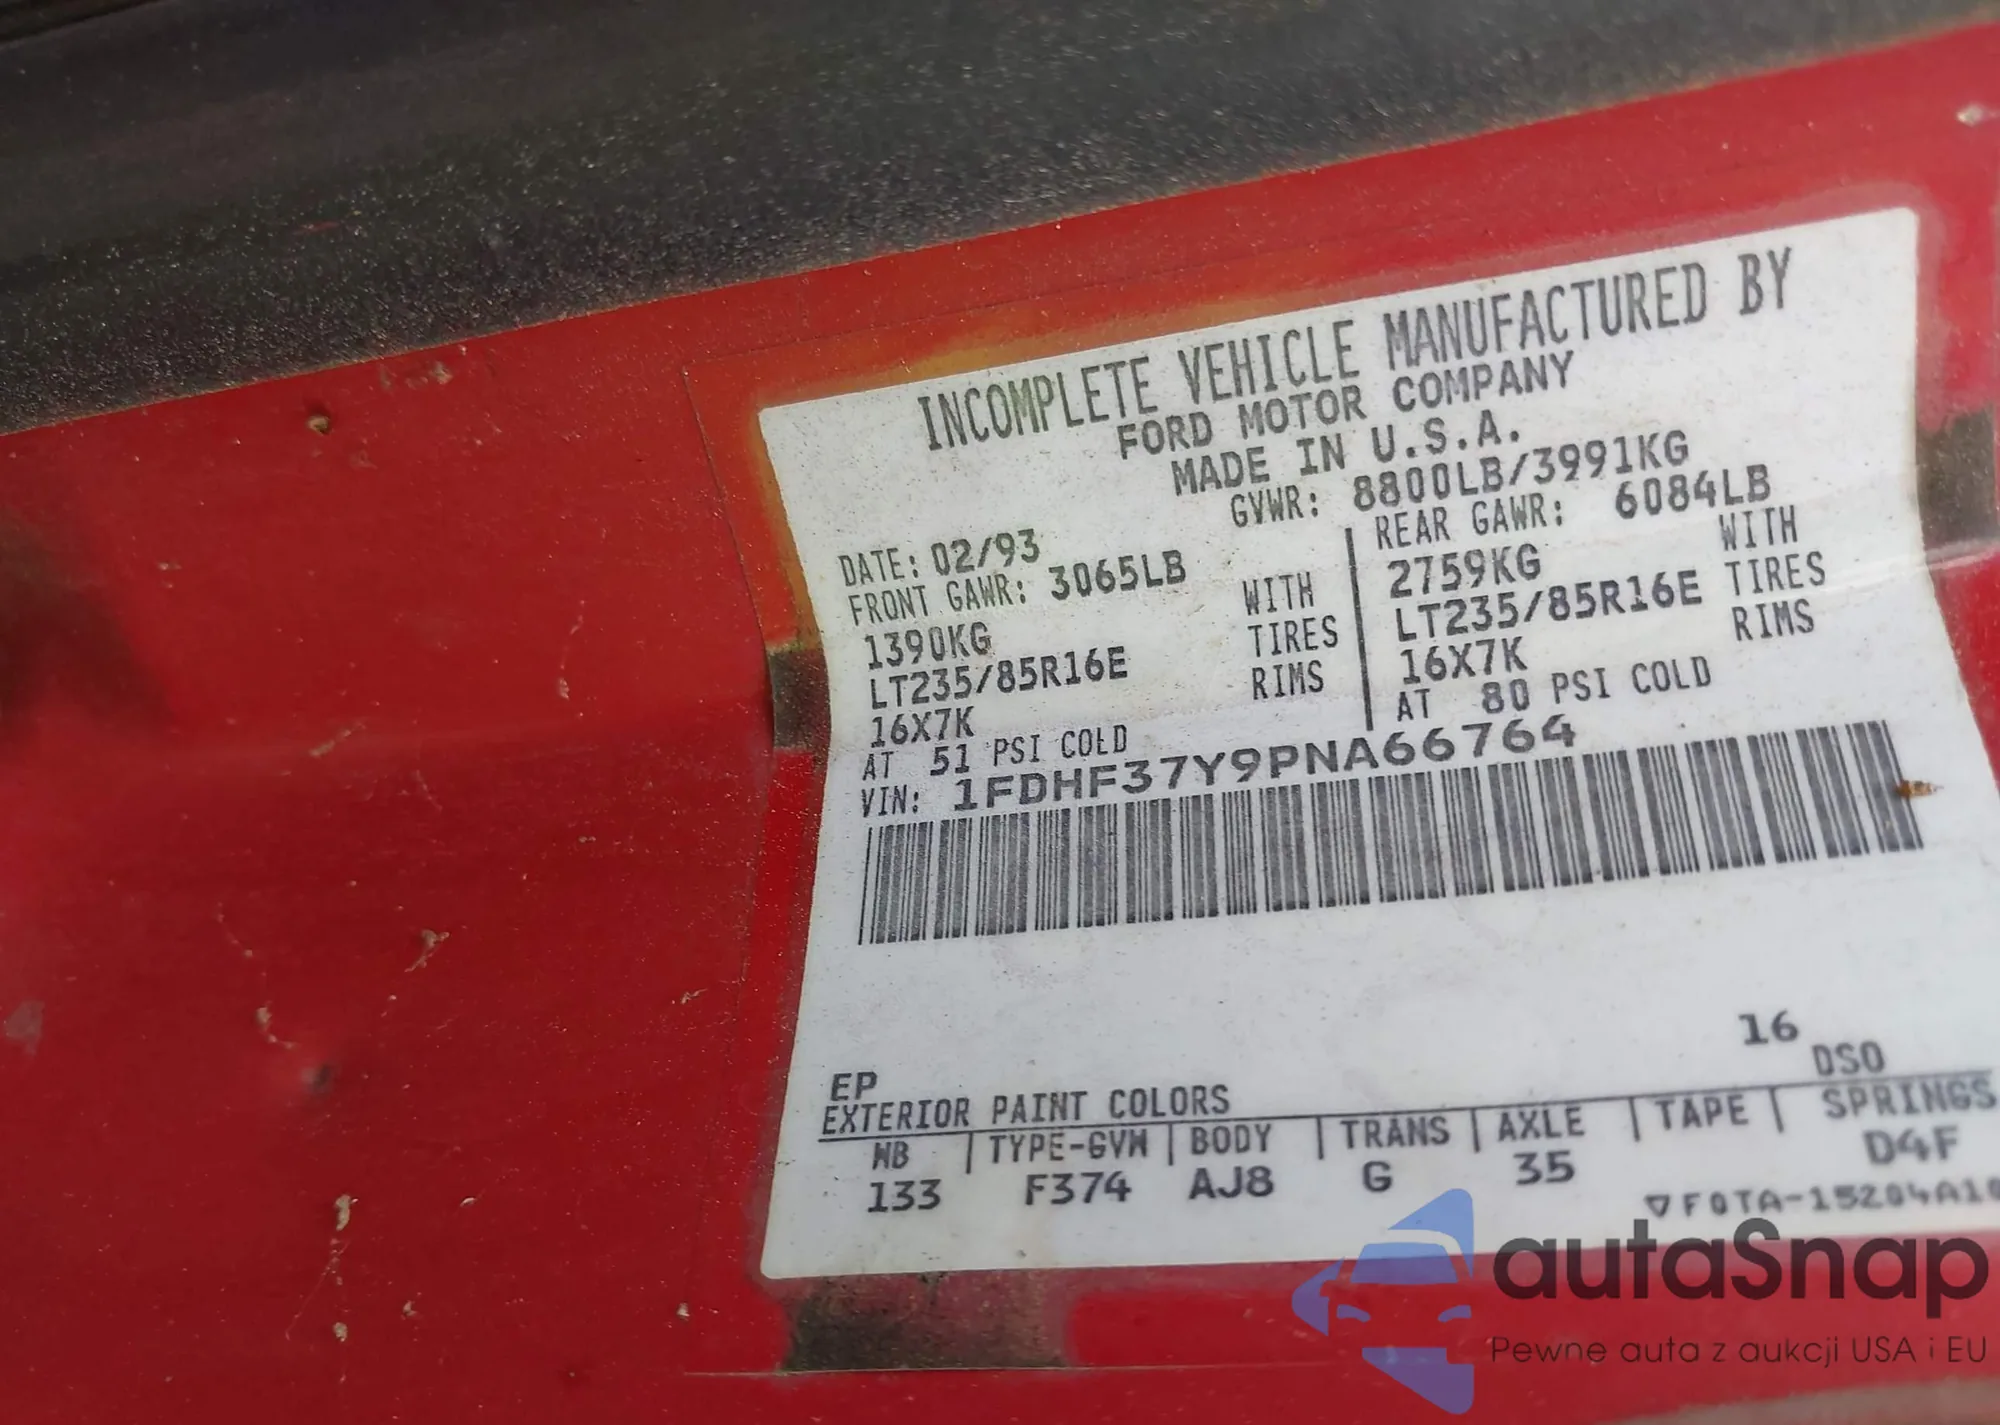 INCOMPLETE VEHICLE MANUFACTURED BY
FORD MOTOR COMPANY
MADE IN U.S.A.
DATE: 02/93 GVWR: 8800LB/3991KG
FRONT GAWR: 3065LB REAR GAWR: 6084LB
1390KG WITH 2759KG WITH
LT235/85R16E TIRES LT235/85R16E TIRES
16X7K RIMS 16X7K RIMS
AT 51 PSI COLD AT 80 PSI COLD
VIN: 1FDHF37Y9PNA66764
16
EP DSO
EXTERIOR PAINT COLORS
WB | TYPE-GVW | BODY | TRANS | AXLE | TAPE | SPRINGS
133 F374 AJ8 G 35 D4F
▽F0TA-15204A10
autaSnap
Pewne auta z aukcji USA i EU